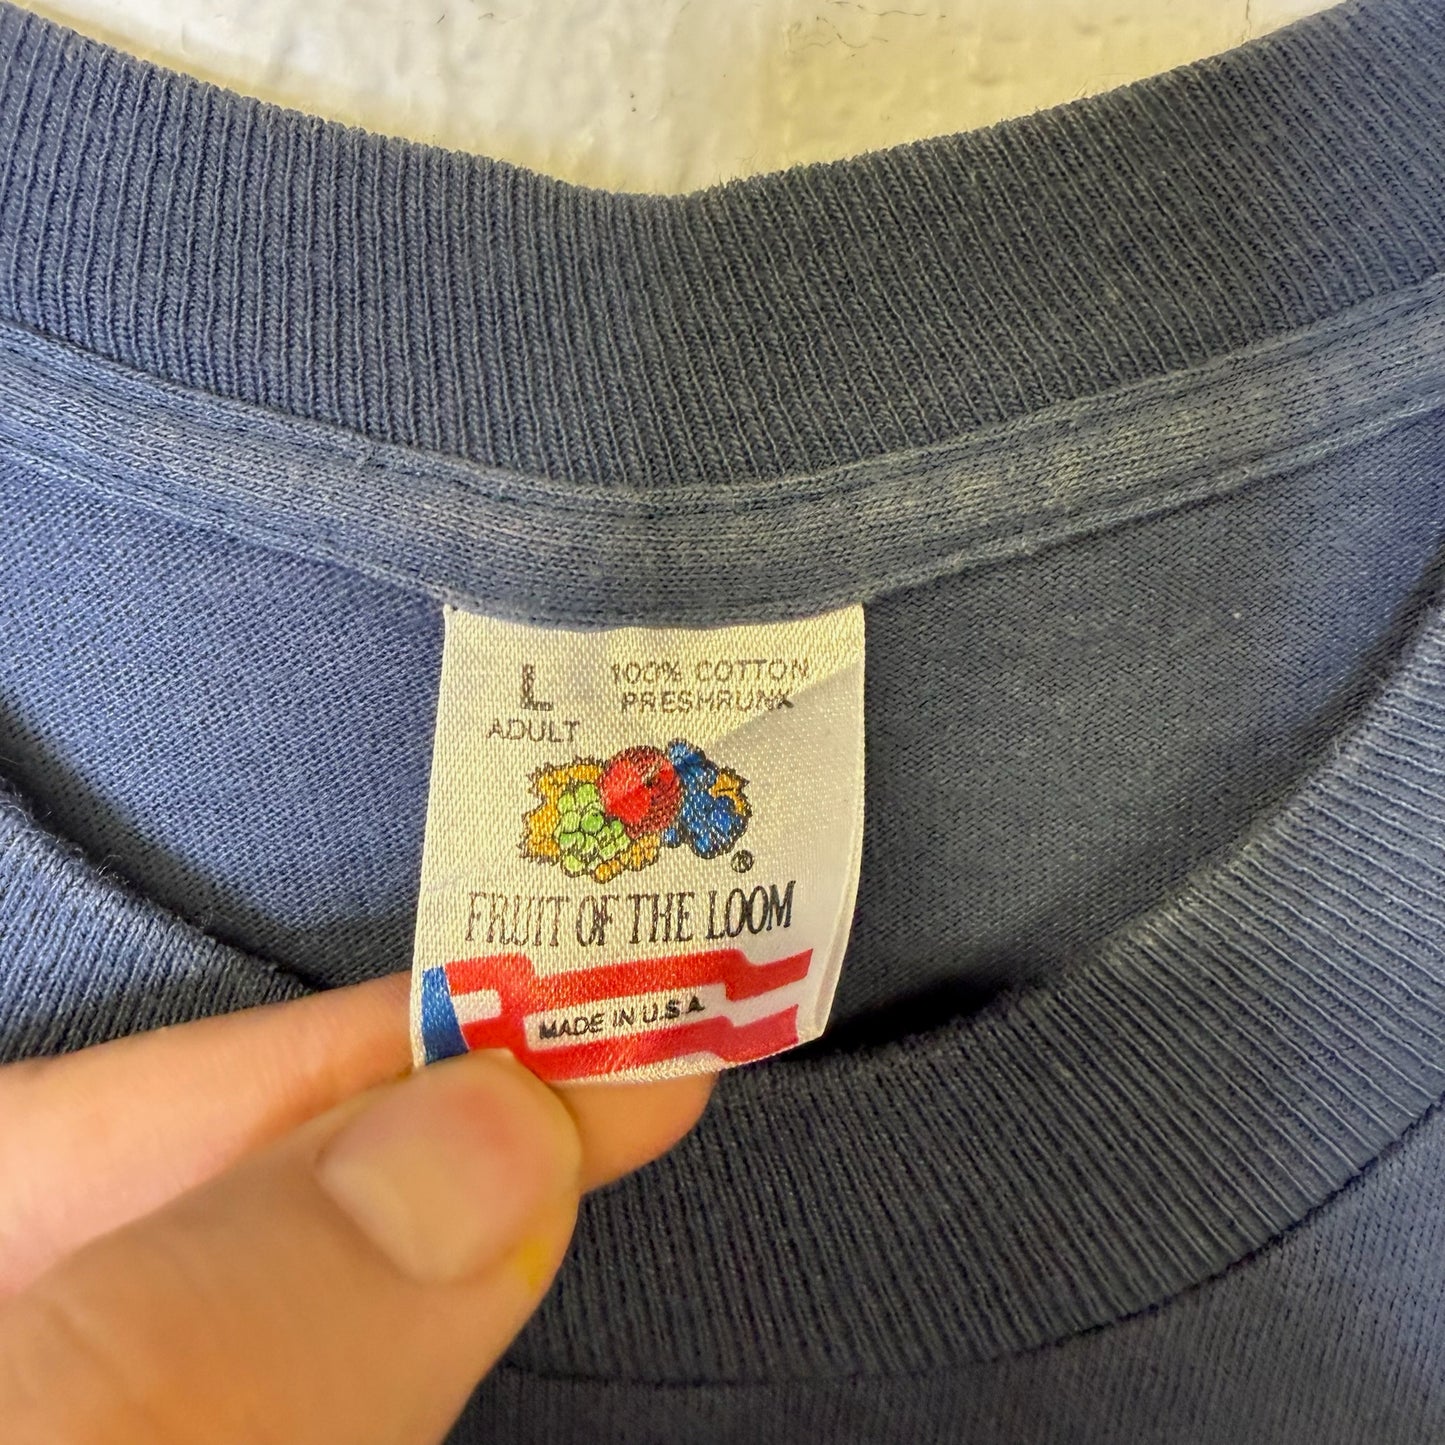 L
ADULT
100% COTTON
PRESHRUNK
®
FRUIT OF THE LOOM
MADE IN U.S.A.